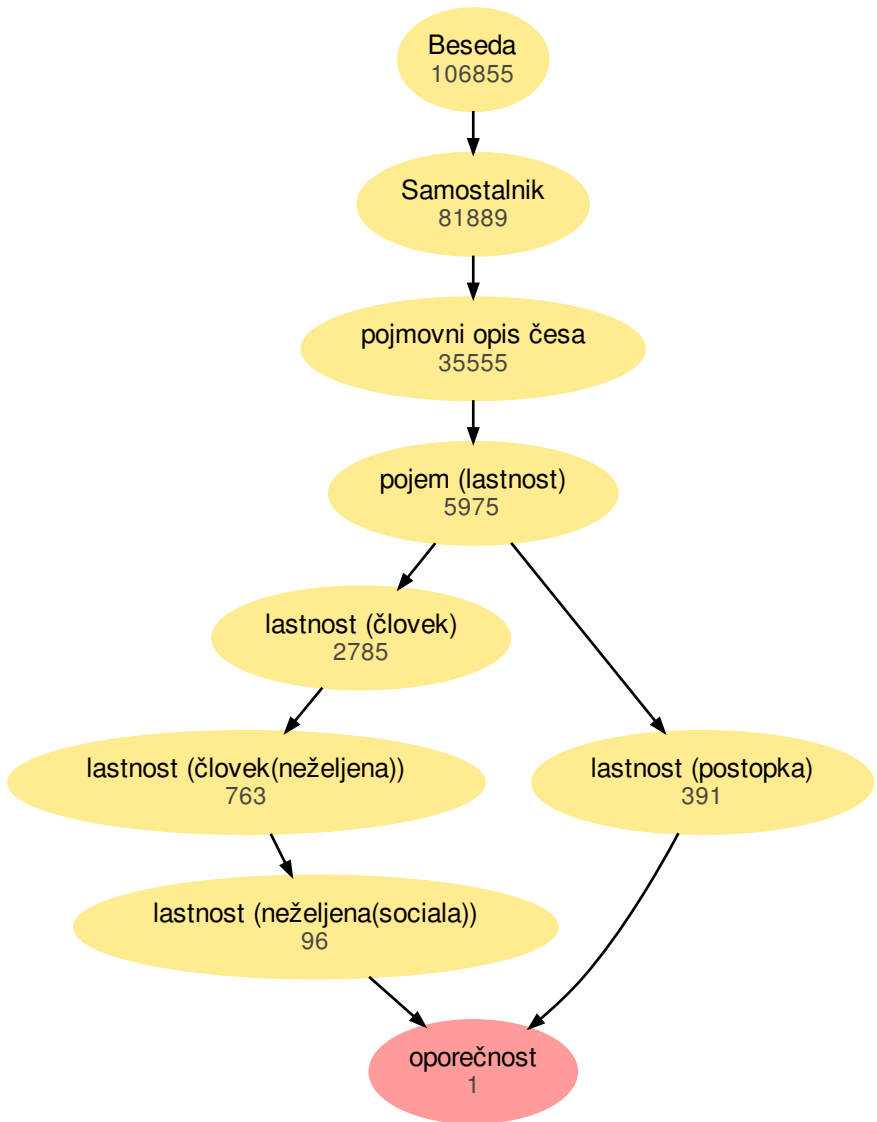 Beseda
106855
Samostalnik
81889
pojmovni opis česa
35555
pojem (lastnost)
5975
lastnost (človek)
2785
lastnost (človek(neželjena))
763
lastnost (postopka)
391
lastnost (neželjena(sociala))
96
oporečnost
1